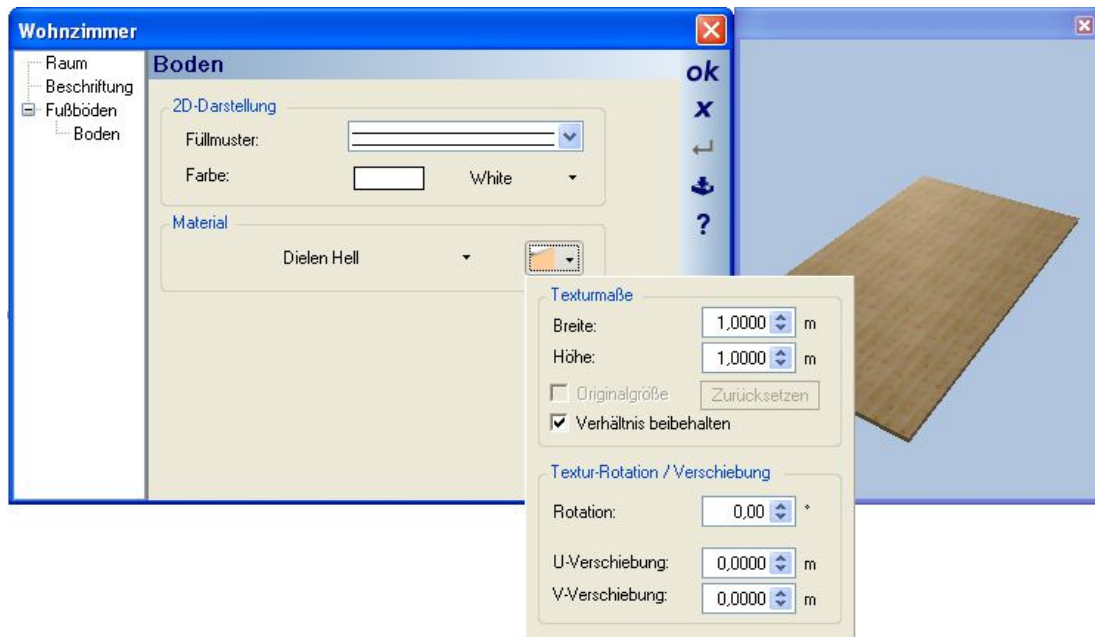 Wohnzimmer
Raum
Beschriftung
Fußböden
Boden
Boden
ok
x
?
2D-Darstellung
Füllmuster:
Farbe: White
Material
Dielen Hell
Texturmaße
Breite: 1,0000 m
Höhe: 1,0000 m
Originalgröße Zurücksetzen
Verhältnis beibehalten
Textur-Rotation / Verschiebung
Rotation: 0,00 °
U-Verschiebung: 0,0000 m
V-Verschiebung: 0,0000 m